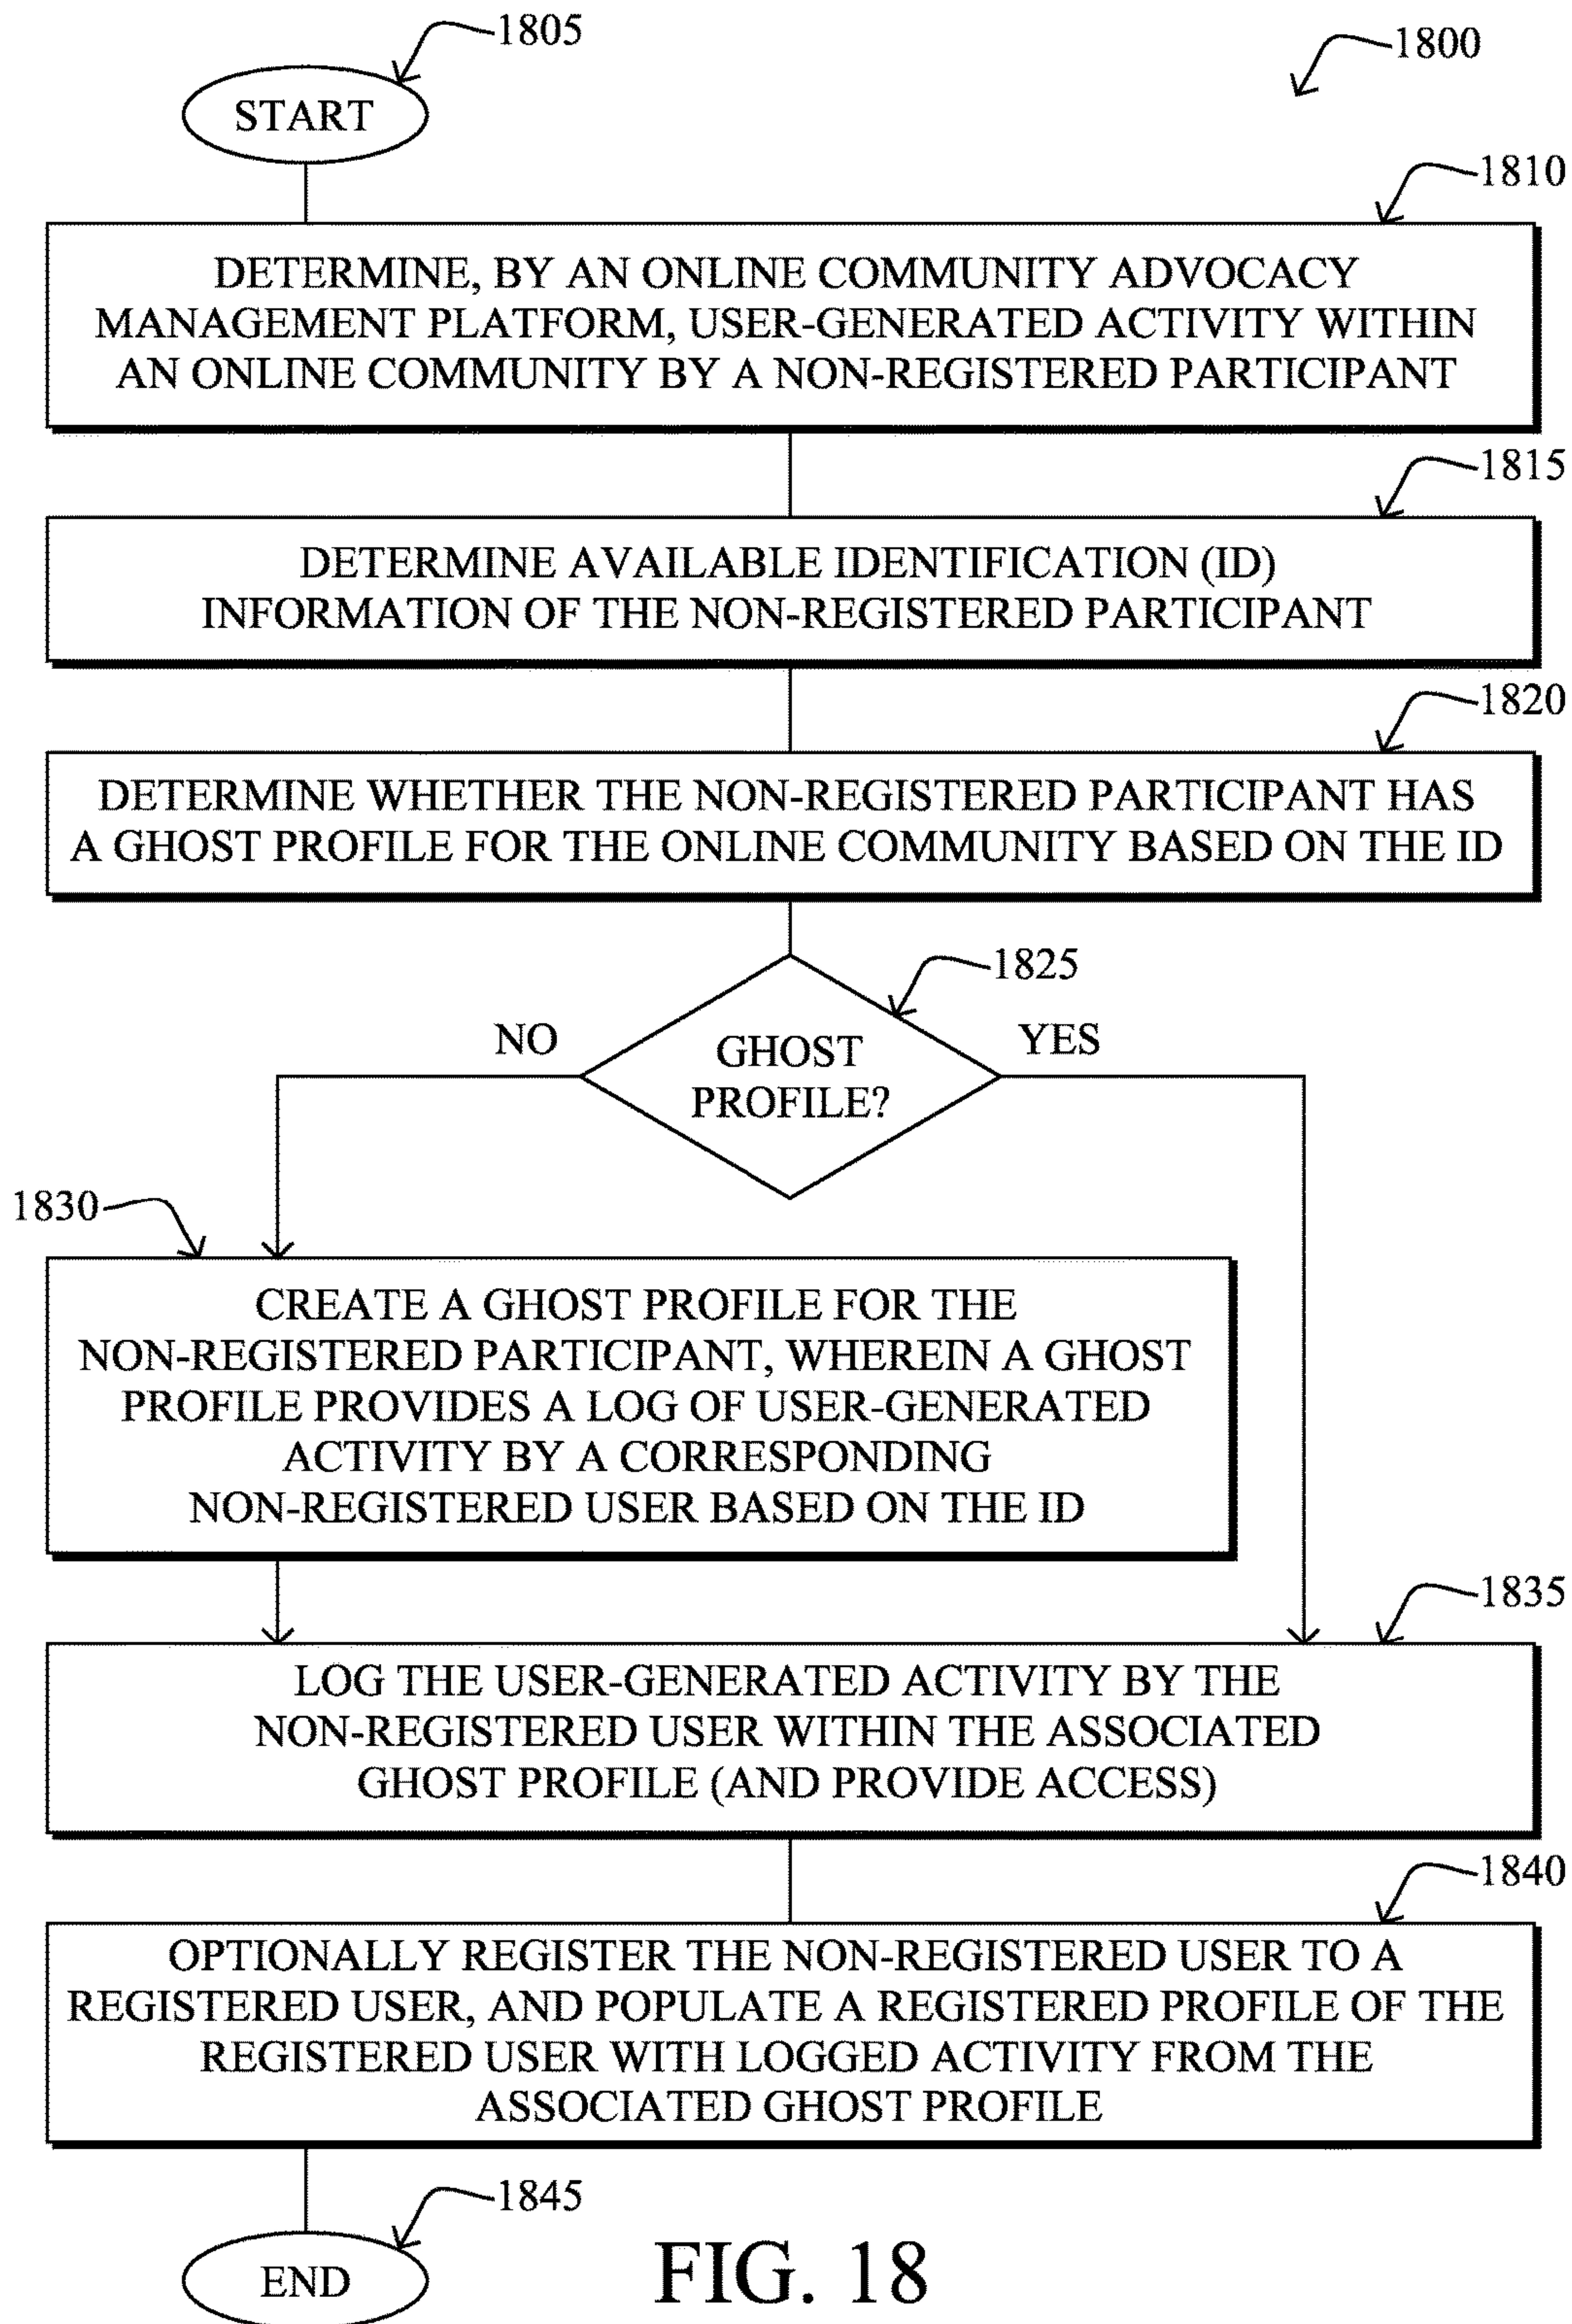 1805
1800
START
1810
DETERMINE, BY AN ONLINE COMMUNITY ADVOCACY
MANAGEMENT PLATFORM, USER-GENERATED ACTIVITY WITHIN
AN ONLINE COMMUNITY BY A NON-REGISTERED PARTICIPANT
1815
DETERMINE AVAILABLE IDENTIFICATION (ID)
INFORMATION OF THE NON-REGISTERED PARTICIPANT
1820
DETERMINE WHETHER THE NON-REGISTERED PARTICIPANT HAS
A GHOST PROFILE FOR THE ONLINE COMMUNITY BASED ON THE ID
1825
NO
YES
GHOST
PROFILE?
1830
CREATE A GHOST PROFILE FOR THE
NON-REGISTERED PARTICIPANT, WHEREIN A GHOST
PROFILE PROVIDES A LOG OF USER-GENERATED
ACTIVITY BY A CORRESPONDING
NON-REGISTERED USER BASED ON THE ID
1835
LOG THE USER-GENERATED ACTIVITY BY THE
NON-REGISTERED USER WITHIN THE ASSOCIATED
GHOST PROFILE (AND PROVIDE ACCESS)
1840
OPTIONALLY REGISTER THE NON-REGISTERED USER TO A
REGISTERED USER, AND POPULATE A REGISTERED PROFILE OF THE
REGISTERED USER WITH LOGGED ACTIVITY FROM THE
ASSOCIATED GHOST PROFILE
1845
END
FIG. 18